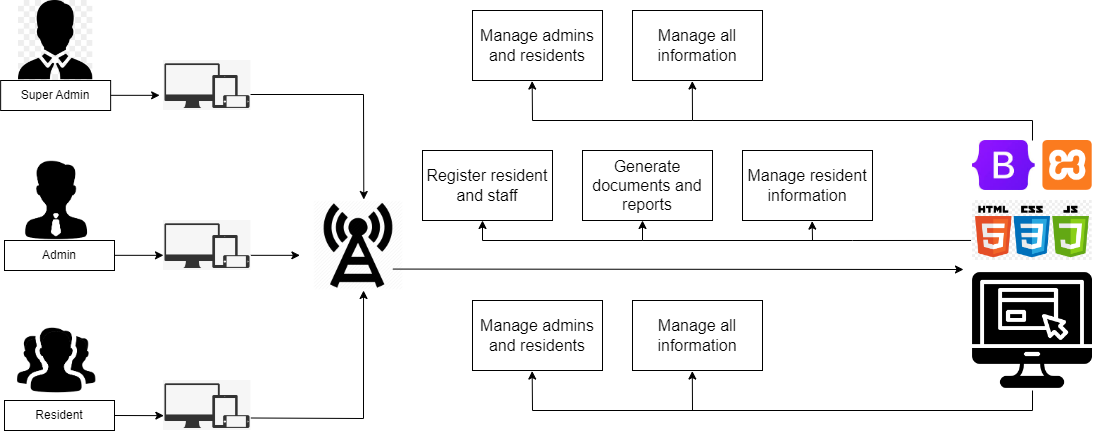 Super Admin
Manage admins
and residents
Manage all
information
B
Register resident
and staff
Generate
documents and
reports
Manage resident
information
HTML CSS JS
5 3 J
Admin
Manage admins
and residents
Manage all
information
Resident